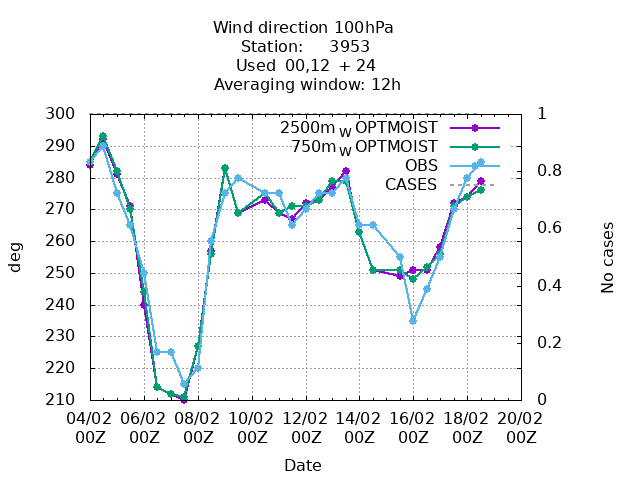 Wind direction 100hPa
Station: 3953
Used 00,12 + 24
Averaging window: 12h
300 1
290
280 0.8
270
260 0.6
250
240 0.4
230
220 0.2
210 0
deg
No cases
2500m W OPTMOIST
750m W OPTMOIST
OBS
CASES
04/02 06/02 08/02 10/02 12/02 14/02 16/02 18/02 20/02
00Z 00Z 00Z 00Z 00Z 00Z 00Z 00Z 00Z
Date